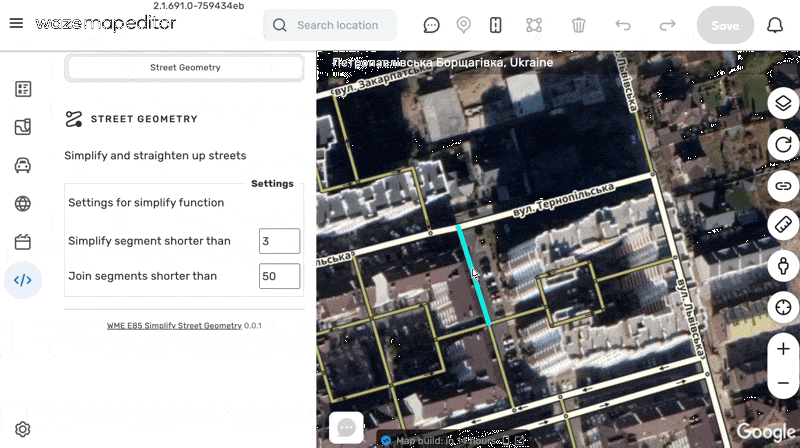 2.1.691.0-759434eb
wazemapeditor
Search location
Save
Street Geometry
STREET GEOMETRY
Simplify and straighten up streets
Settings
Settings for simplify function
Simplify segment shorter than
3
Join segments shorter than
50
WME E85 Simplify Street Geometry 0.0.1
Петропавлівська Борщагівка, Ukraine
вул. Закарпатська
Львівська
вул. Тернопільська
льська
вул. Львівська
Map build:
Google